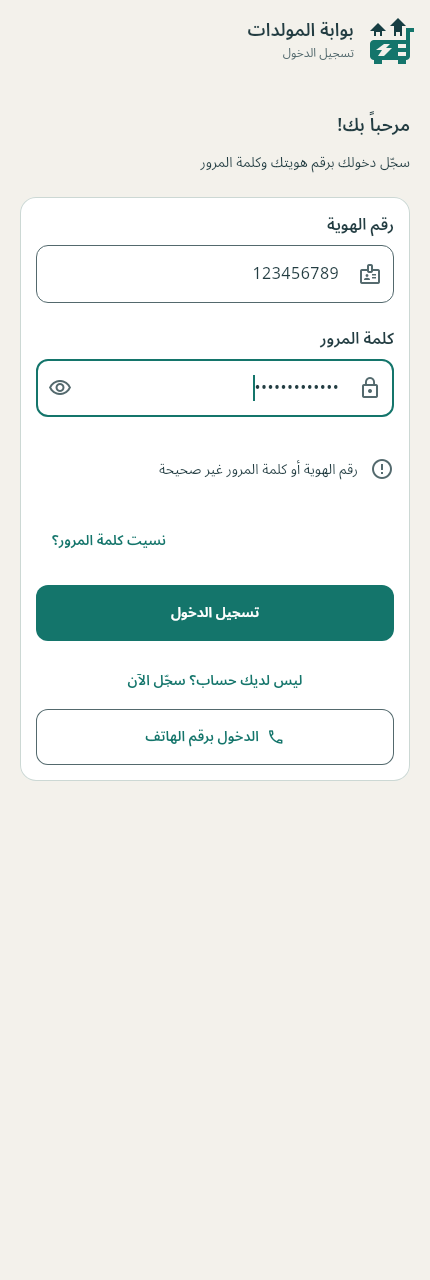 بوابة المولدات
تسجيل الدخول
مرحباً بك!
سجّل دخولك برقم هويتك وكلمة المرور
رقم الهوية
123456789
كلمة المرور
•••••••••••••
رقم الهوية أو كلمة المرور غير صحيحة
نسيت كلمة المرور؟
تسجيل الدخول
ليس لديك حساب؟ سجّل الآن
الدخول برقم الهاتف